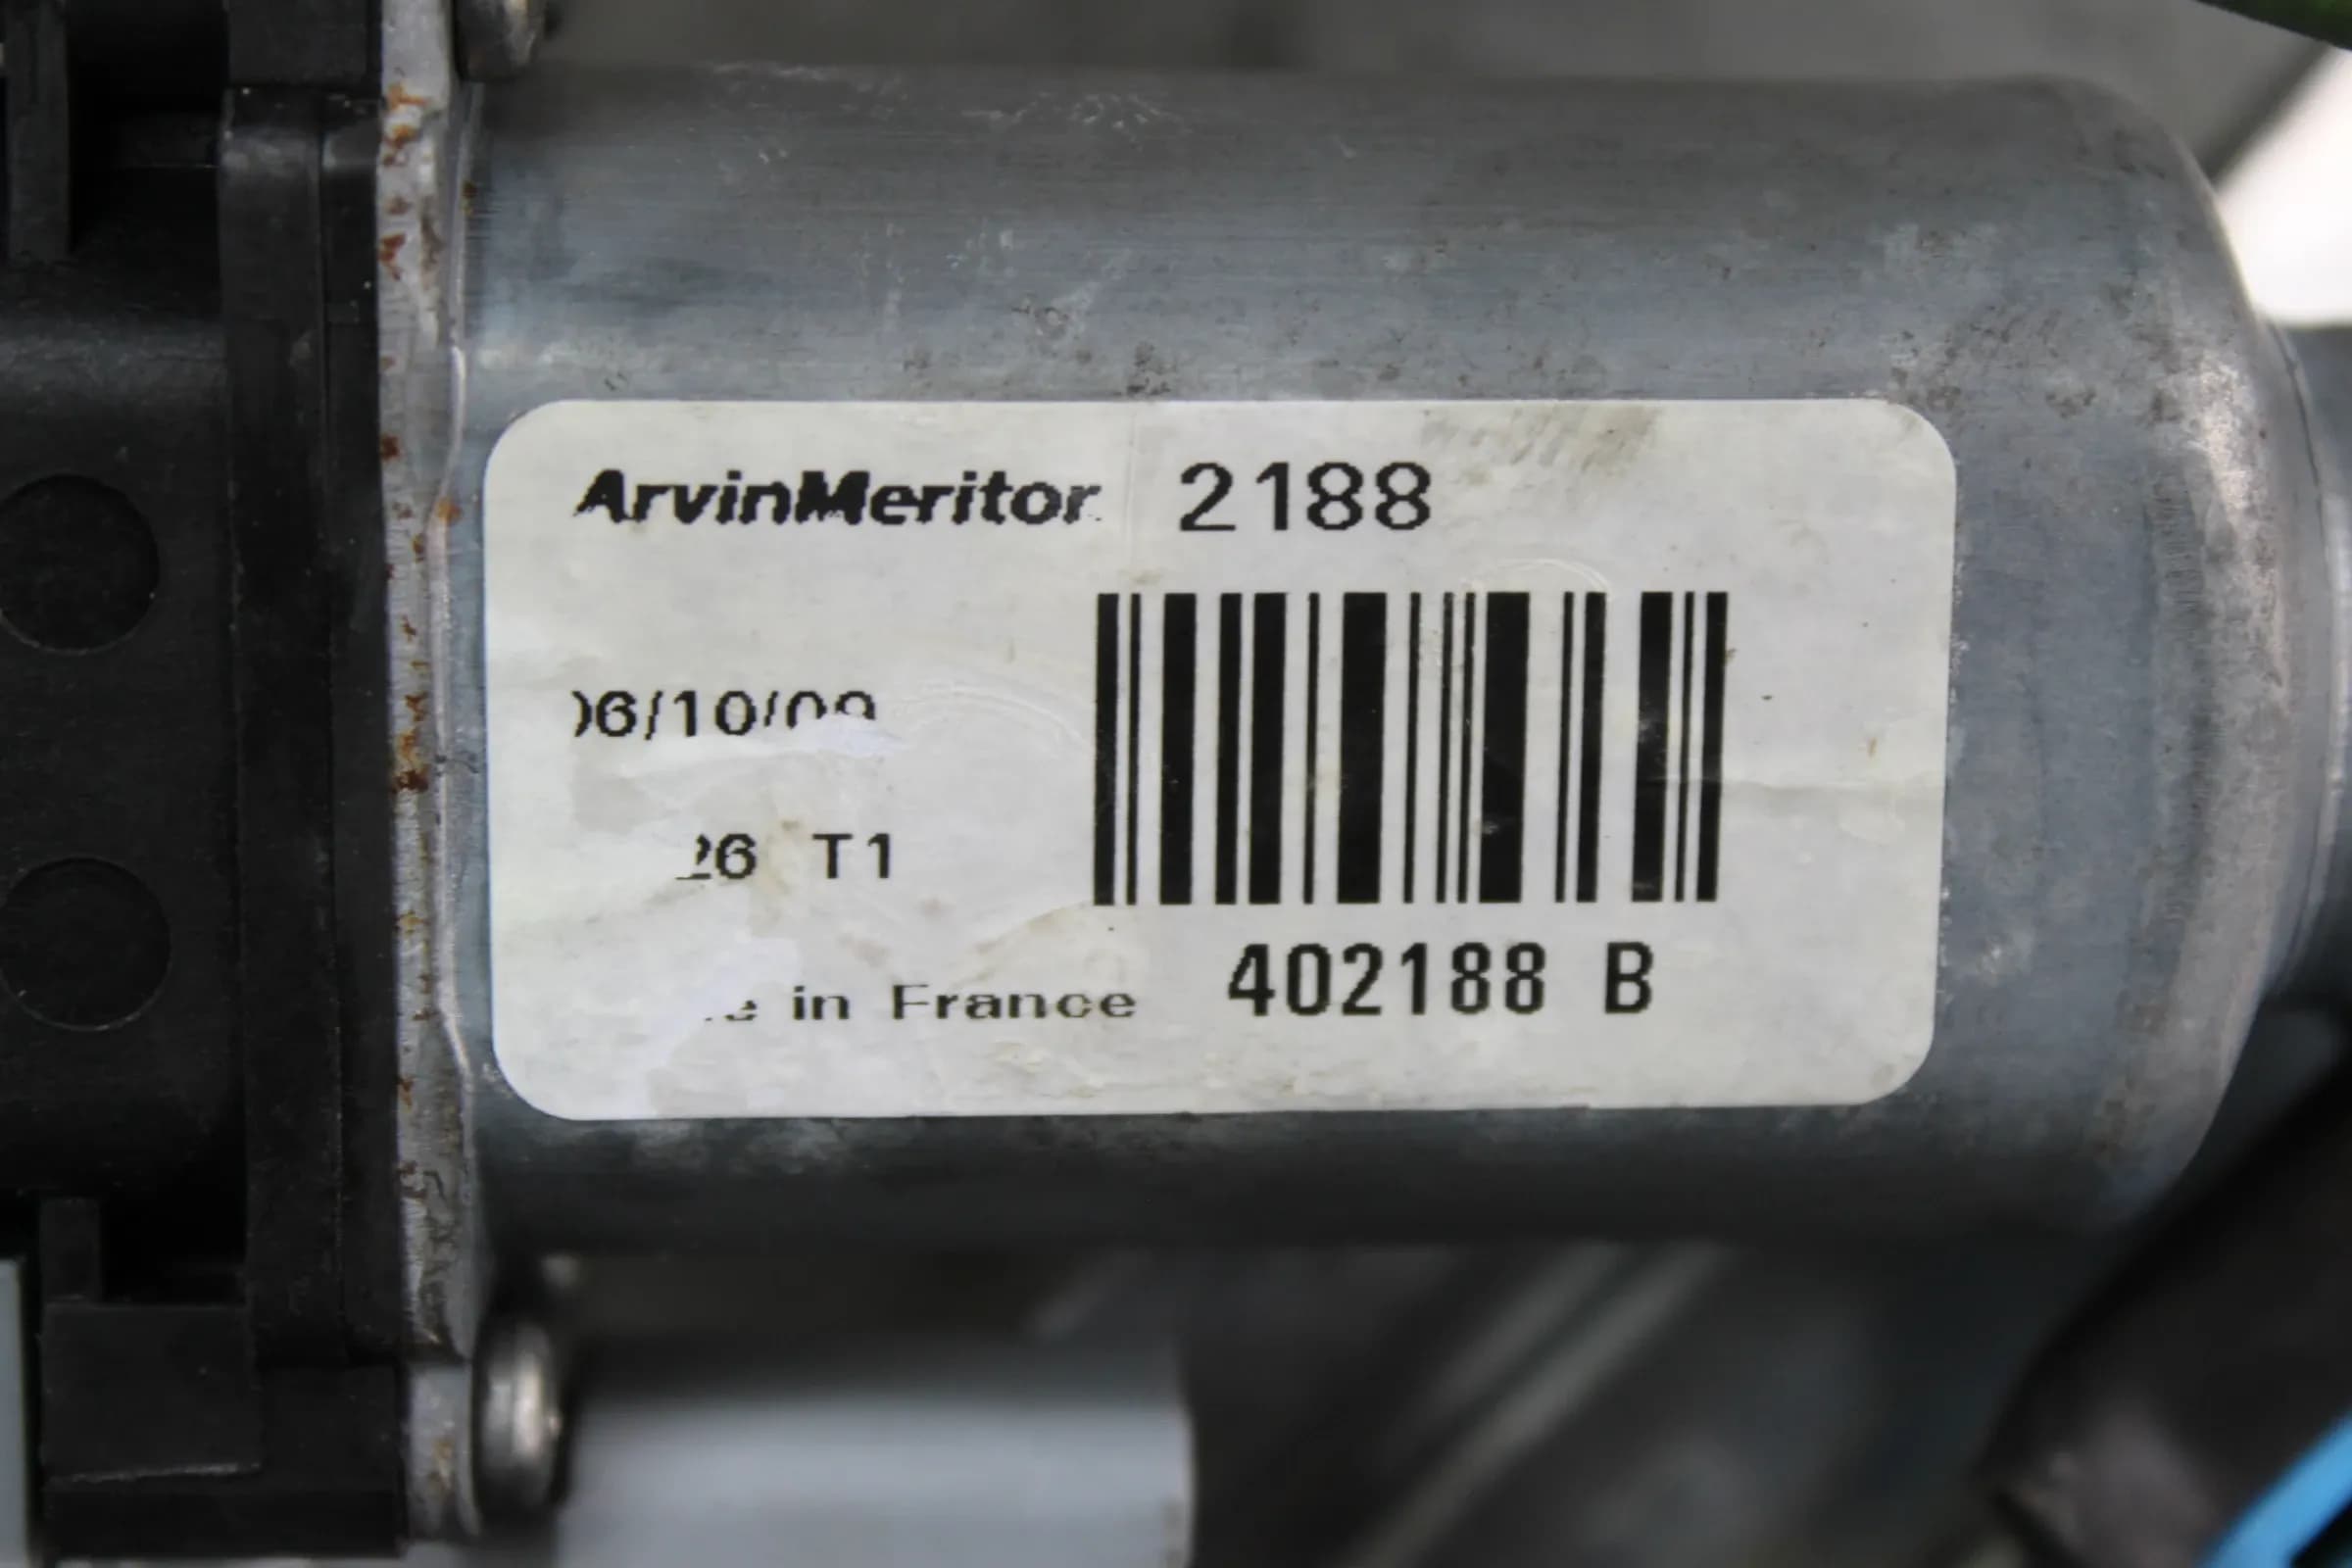 ArvinMeritor 2188
06/10/09
26 T1
in France
402188 B